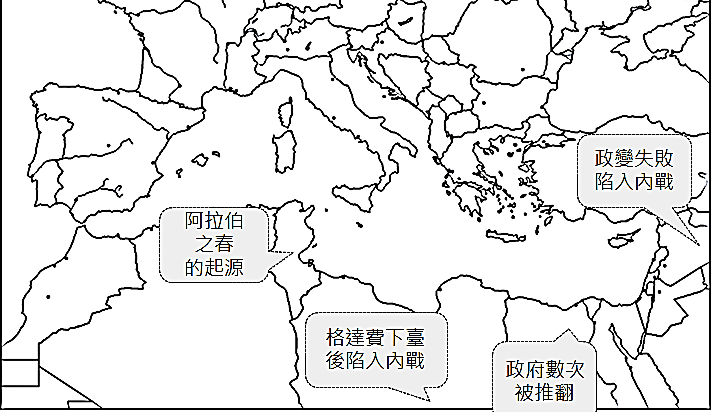 政變失敗
陷入內戰
阿拉伯
之春
的起源
格達費下臺
後陷入內戰
政府數次
被推翻